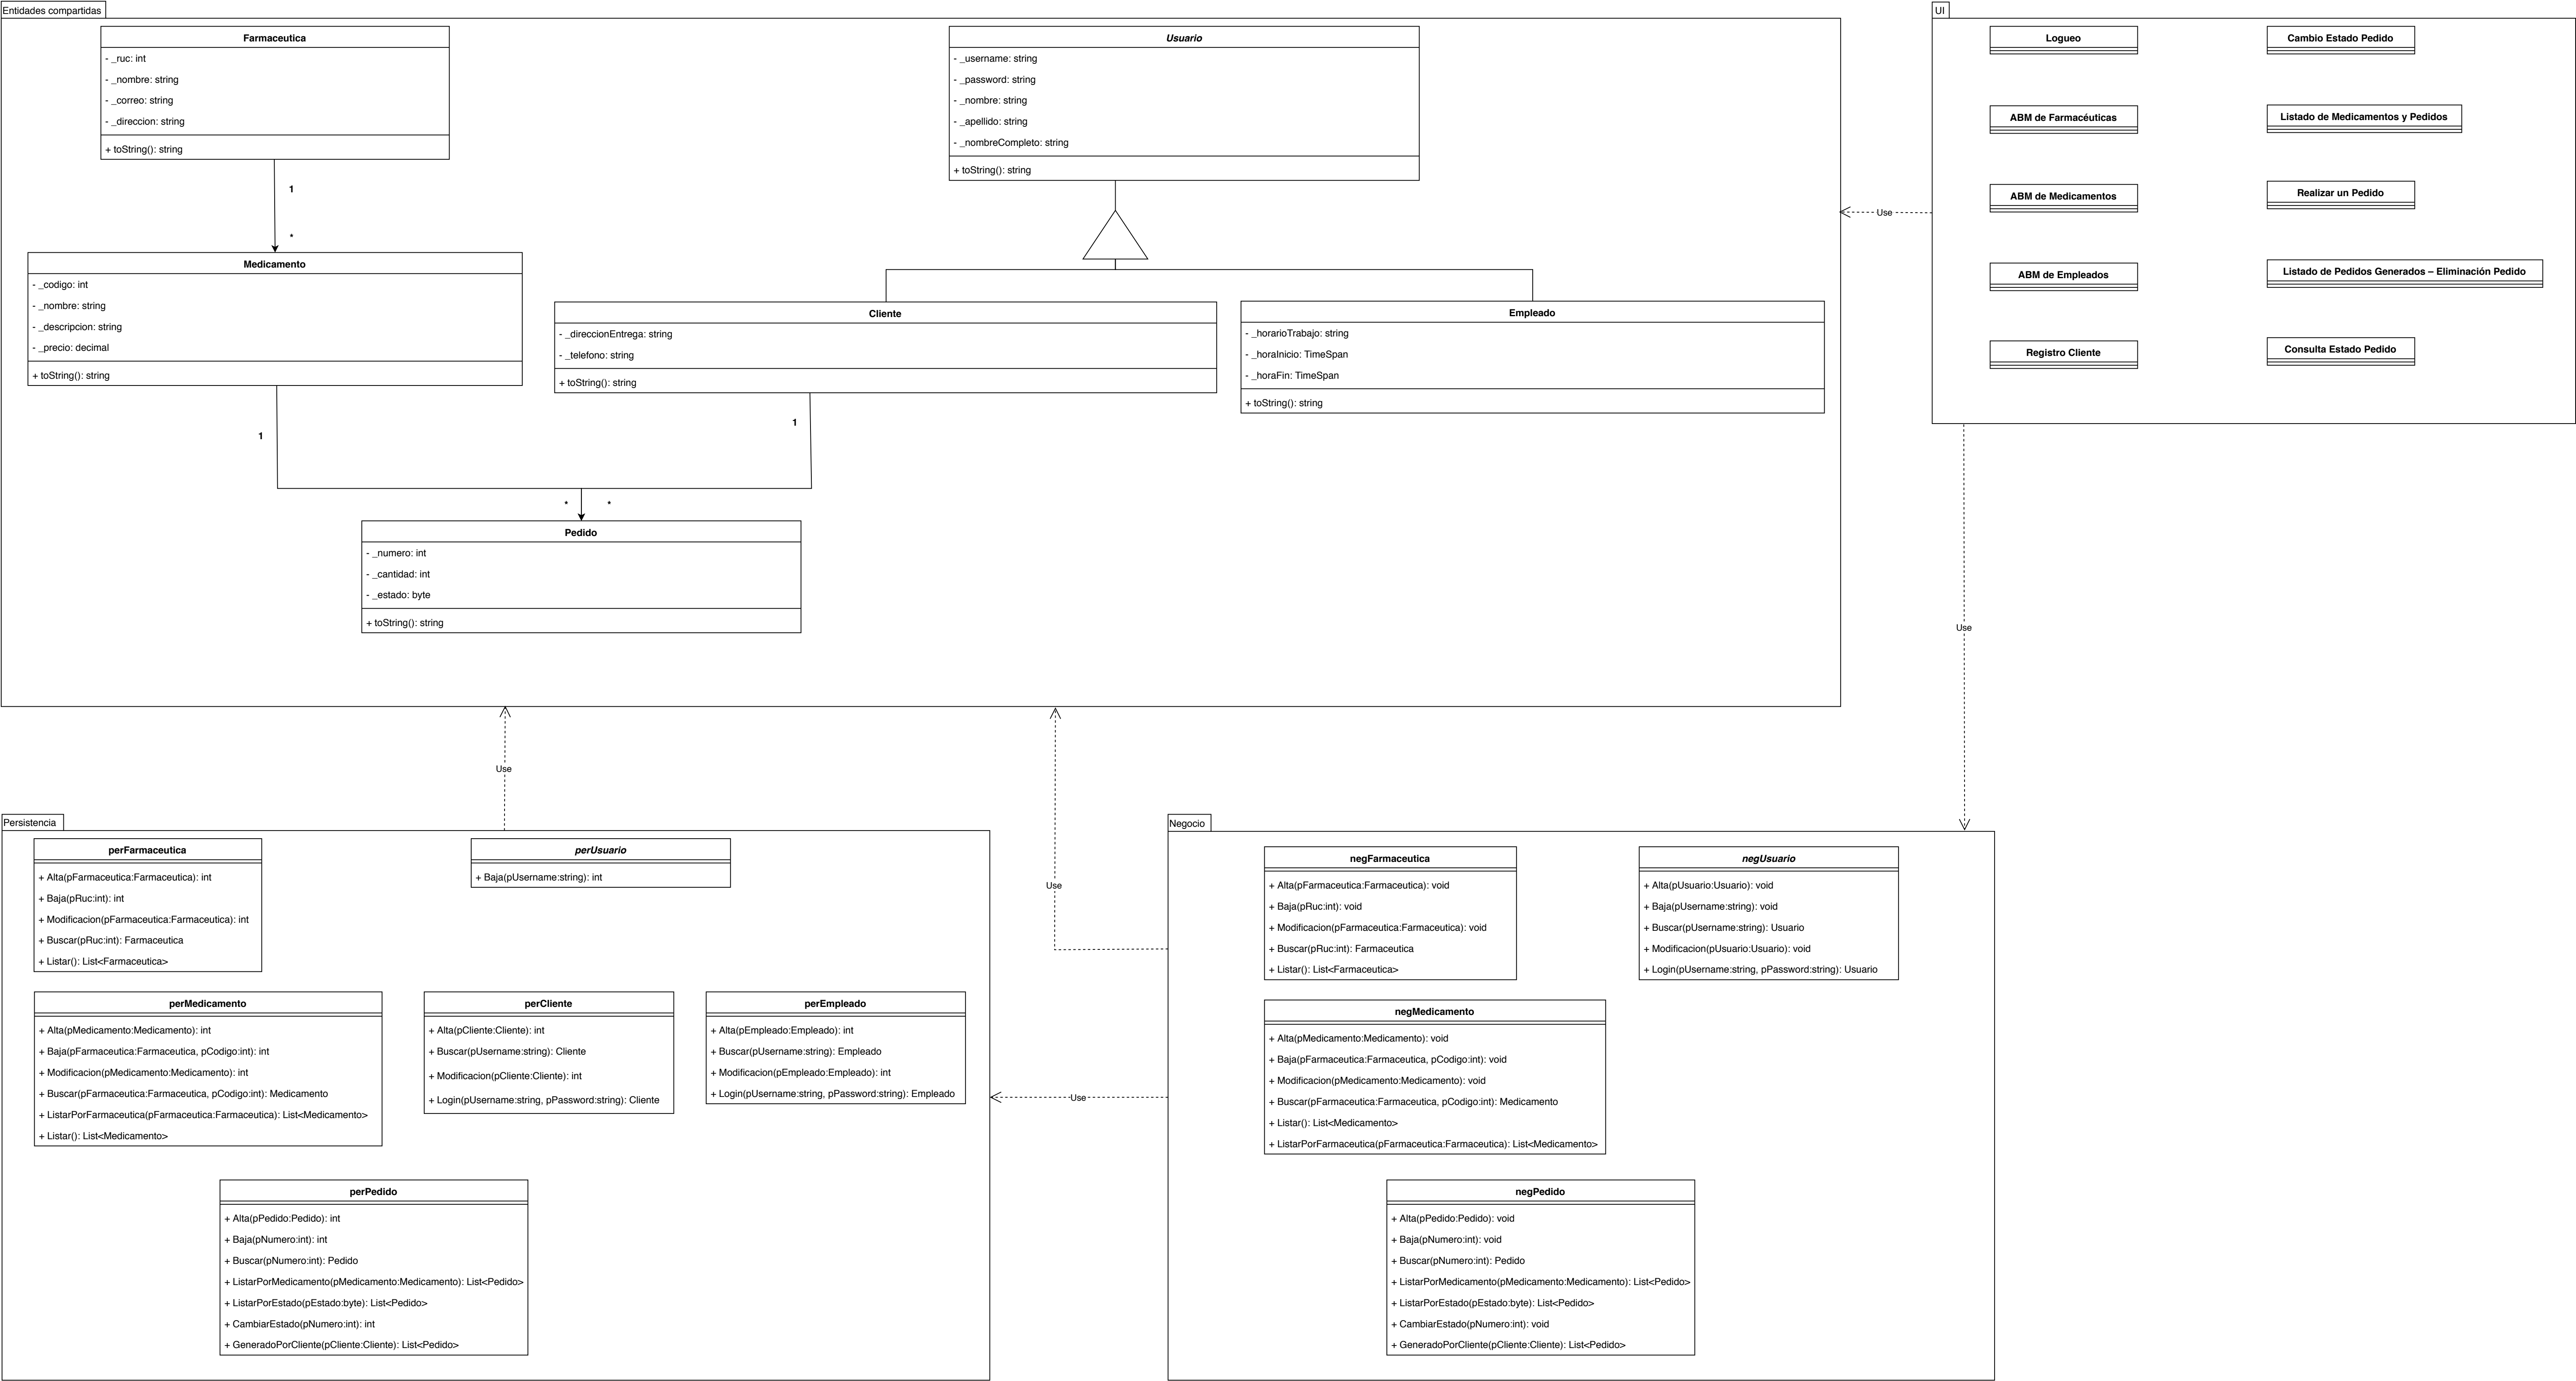 Entidades compartidas
Farmaceutica
- _ruc: int
- _nombre: string
- _correo: string
- _direccion: string
+ toString(): string
1
*
Medicamento
- _codigo: int
- _nombre: string
- _descripcion: string
- _precio: decimal
+ toString(): string
1
Usuario
- _username: string
- _password: string
- _nombre: string
- _apellido: string
- _nombreCompleto: string
+ toString(): string
Cliente
- _direccionEntrega: string
- _telefono: string
+ toString(): string
1
Empleado
- _horarioTrabajo: string
- _horaInicio: TimeSpan
- _horaFin: TimeSpan
+ toString(): string
* *
Pedido
- _numero: int
- _cantidad: int
- _estado: byte
+ toString(): string
UI
Logueo
Cambio Estado Pedido
ABM de Farmacéuticas
Listado de Medicamentos y Pedidos
ABM de Medicamentos
Realizar un Pedido
ABM de Empleados
Listado de Pedidos Generados – Eliminación Pedido
Registro Cliente
Consulta Estado Pedido
Use
Use
Use
Use
Use
Persistencia
perFarmaceutica
+ Alta(pFarmaceutica:Farmaceutica): int
+ Baja(pRuc:int): int
+ Modificacion(pFarmaceutica:Farmaceutica): int
+ Buscar(pRuc:int): Farmaceutica
+ Listar(): List<Farmaceutica>
perUsuario
+ Baja(pUsername:string): int
perMedicamento
+ Alta(pMedicamento:Medicamento): int
+ Baja(pFarmaceutica:Farmaceutica, pCodigo:int): int
+ Modificacion(pMedicamento:Medicamento): int
+ Buscar(pFarmaceutica:Farmaceutica, pCodigo:int): Medicamento
+ ListarPorFarmaceutica(pFarmaceutica:Farmaceutica): List<Medicamento>
+ Listar(): List<Medicamento>
perCliente
+ Alta(pCliente:Cliente): int
+ Buscar(pUsername:string): Cliente
+ Modificacion(pCliente:Cliente): int
+ Login(pUsername:string, pPassword:string): Cliente
perEmpleado
+ Alta(pEmpleado:Empleado): int
+ Buscar(pUsername:string): Empleado
+ Modificacion(pEmpleado:Empleado): int
+ Login(pUsername:string, pPassword:string): Empleado
perPedido
+ Alta(pPedido:Pedido): int
+ Baja(pNumero:int): int
+ Buscar(pNumero:int): Pedido
+ ListarPorMedicamento(pMedicamento:Medicamento): List<Pedido>
+ ListarPorEstado(pEstado:byte): List<Pedido>
+ CambiarEstado(pNumero:int): int
+ GeneradoPorCliente(pCliente:Cliente): List<Pedido>
Negocio
negFarmaceutica
+ Alta(pFarmaceutica:Farmaceutica): void
+ Baja(pRuc:int): void
+ Modificacion(pFarmaceutica:Farmaceutica): void
+ Buscar(pRuc:int): Farmaceutica
+ Listar(): List<Farmaceutica>
negUsuario
+ Alta(pUsuario:Usuario): void
+ Baja(pUsername:string): void
+ Buscar(pUsername:string): Usuario
+ Modificacion(pUsuario:Usuario): void
+ Login(pUsername:string, pPassword:string): Usuario
negMedicamento
+ Alta(pMedicamento:Medicamento): void
+ Baja(pFarmaceutica:Farmaceutica, pCodigo:int): void
+ Modificacion(pMedicamento:Medicamento): void
+ Buscar(pFarmaceutica:Farmaceutica, pCodigo:int): Medicamento
+ Listar(): List<Medicamento>
+ ListarPorFarmaceutica(pFarmaceutica:Farmaceutica): List<Medicamento>
negPedido
+ Alta(pPedido:Pedido): void
+ Baja(pNumero:int): void
+ Buscar(pNumero:int): Pedido
+ ListarPorMedicamento(pMedicamento:Medicamento): List<Pedido>
+ ListarPorEstado(pEstado:byte): List<Pedido>
+ CambiarEstado(pNumero:int): void
+ GeneradoPorCliente(pCliente:Cliente): List<Pedido>